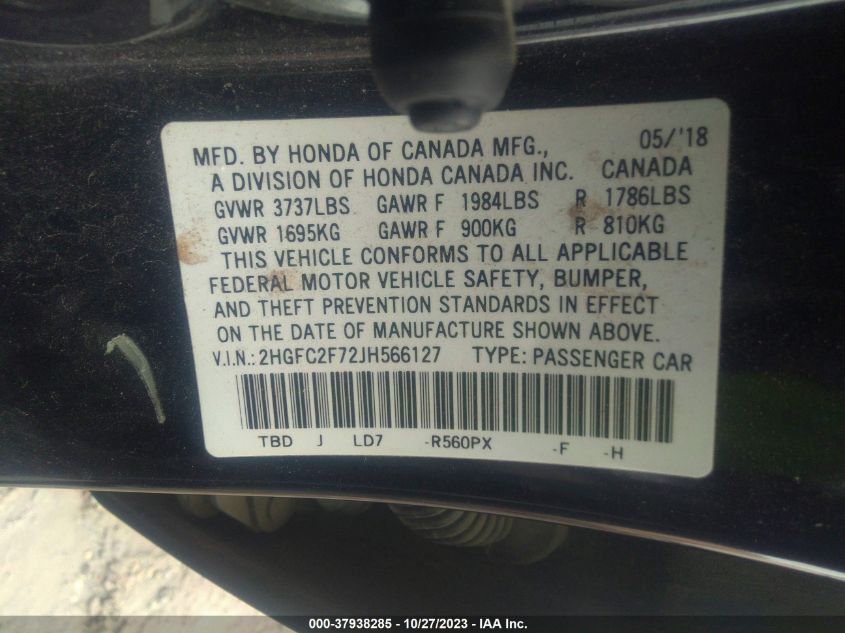 05/'18
MFD. BY HONDA OF CANADA MFG.,
A DIVISION OF HONDA CANADA INC. CANADA
GVWR 3737LBS GAWR F 1984LBS R 1786LBS
GVWR 1695KG GAWR F 900KG R 810KG
THIS VEHICLE CONFORMS TO ALL APPLICABLE
FEDERAL MOTOR VEHICLE SAFETY, BUMPER,
AND THEFT PREVENTION STANDARDS IN EFFECT
ON THE DATE OF MANUFACTURE SHOWN ABOVE.
V.I.N.: 2HGFC2F72JH566127 TYPE: PASSENGER CAR
TBD J LD7 -R560PX -F -H
000-37938285 - 10/27/2023 - IAA Inc.